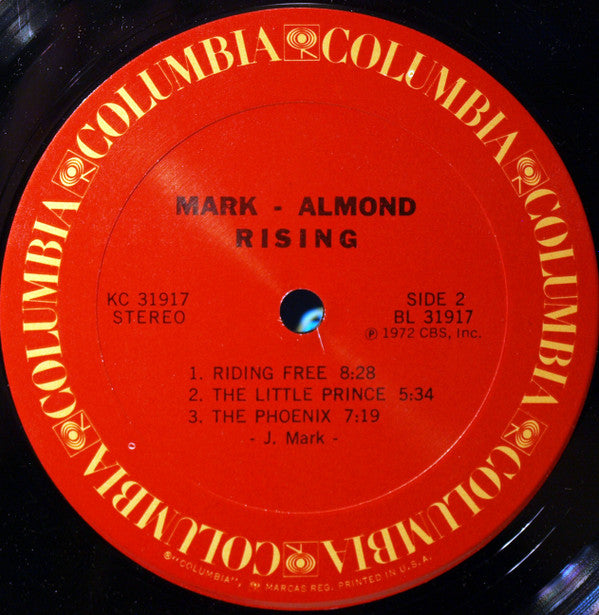 COLUMBIA COLUMBIA COLUMBIA COLUMBIA COLUMBIA COLUMBIA COLUMBIA COLUMBIA
MARK - ALMOND
RISING
KC 31917
STEREO
SIDE 2
BL 31917
Ⓟ 1972 CBS, Inc.
1. RIDING FREE 8:28
2. THE LITTLE PRINCE 5:34
3. THE PHOENIX 7:19
- J. Mark -
®"COLUMBIA", MARCAS REG. PRINTED IN U.S.A.